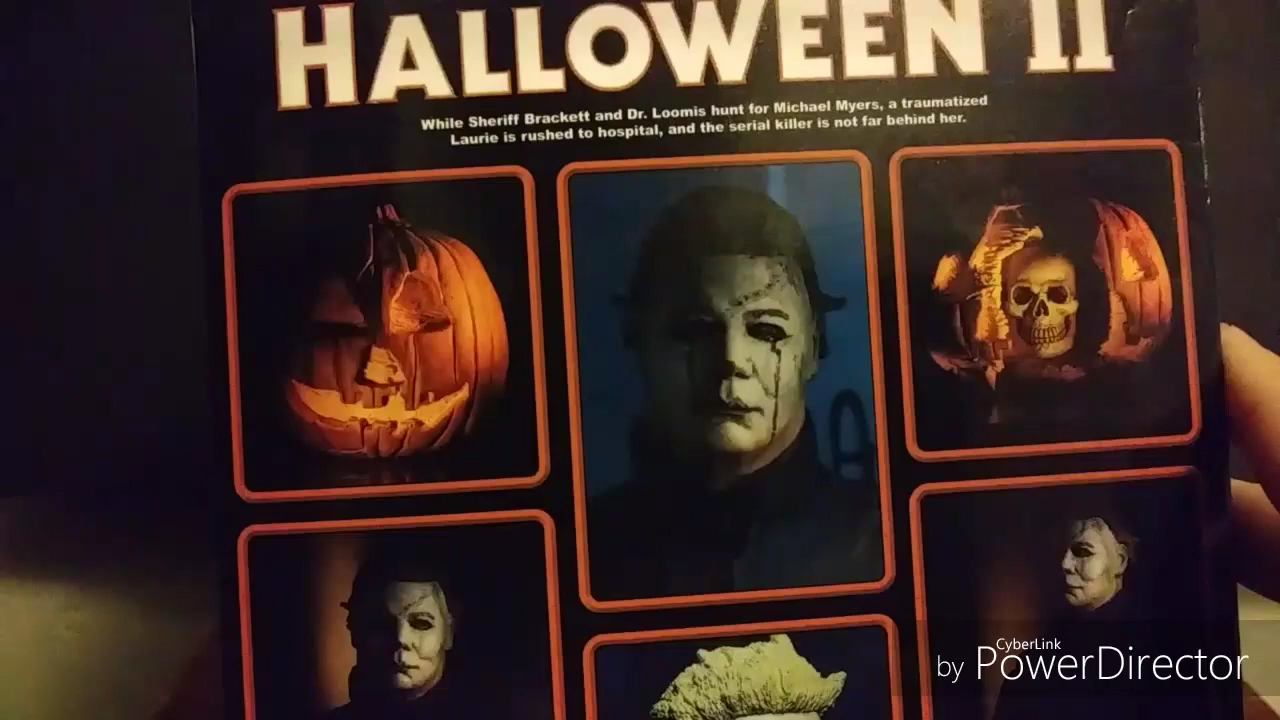 HALLOWEEN II
While Sheriff Brackett and Dr. Loomis hunt for Michael Myers, a traumatized
Laurie is rushed to hospital, and the serial killer is not far behind her.
CyberLink
by PowerDirector